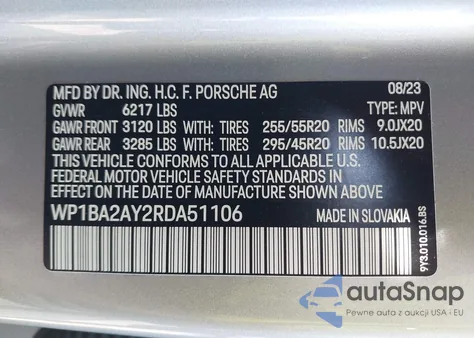 MFD BY DR. ING. H.C. F. PORSCHE AG 08/23
GVWR 6217 LBS TYPE: MPV
GAWR FRONT 3120 LBS WITH: TIRES 255/55R20 RIMS 9.0JX20
GAWR REAR 3285 LBS WITH: TIRES 295/45R20 RIMS 10.5JX20
THIS VEHICLE CONFORMS TO ALL APPLICABLE U.S.
FEDERAL MOTOR VEHICLE SAFETY STANDARDS IN EFFECT
ON THE DATE OF MANUFACTURE SHOWN ABOVE
WP1BA2AY2RDA51106 MADE IN SLOVAKIA
9Y3.010.016.BS
autoSnap
Pewne auta z aukcji USA i EU